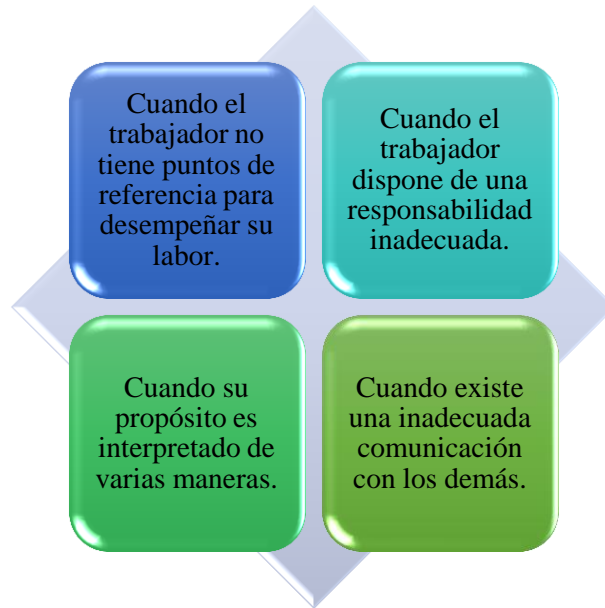 Cuando el
trabajador no
tiene puntos de
referencia para
desempeñar su
labor.
Cuando el
trabajador
dispone de una
responsabilidad
inadecuada.
Cuando su
propósito es
interpretado de
varias maneras.
Cuando existe
una inadecuada
comunicación
con los demás.